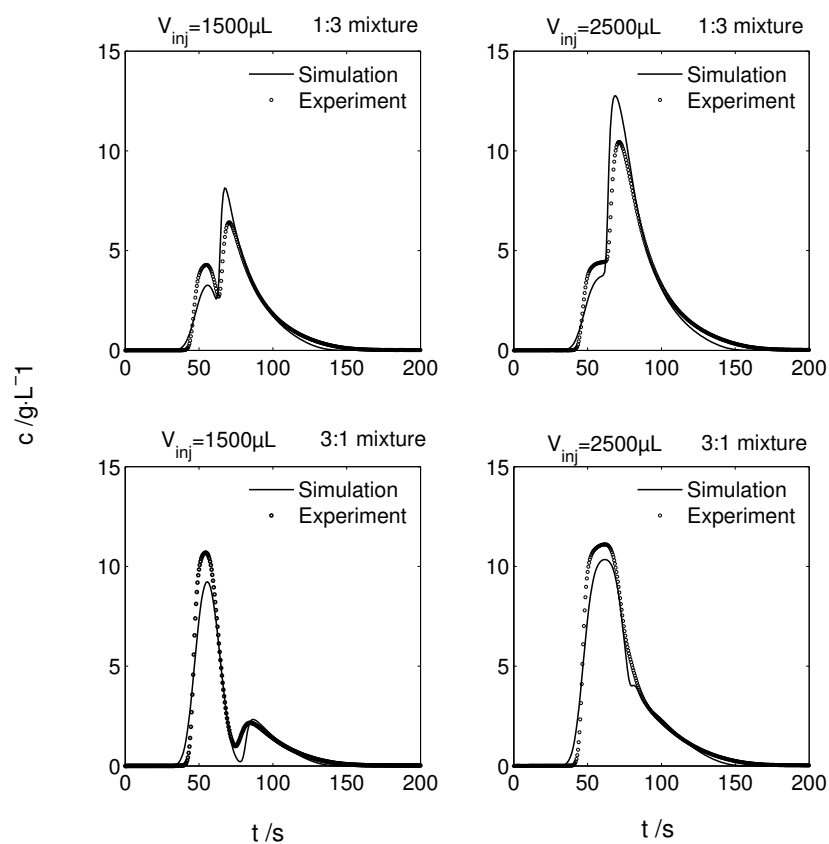 V_inj=1500µL 1:3 mixture
15
10
5
0
0 50 100 150 200
Simulation
Experiment
V_inj=2500µL 1:3 mixture
15
10
5
0
0 50 100 150 200
Simulation
Experiment
c /g·L⁻1
V_inj=1500µL 3:1 mixture
15
10
5
0
0 50 100 150 200
Simulation
Experiment
t /s
V_inj=2500µL 3:1 mixture
15
10
5
0
0 50 100 150 200
Simulation
Experiment
t /s